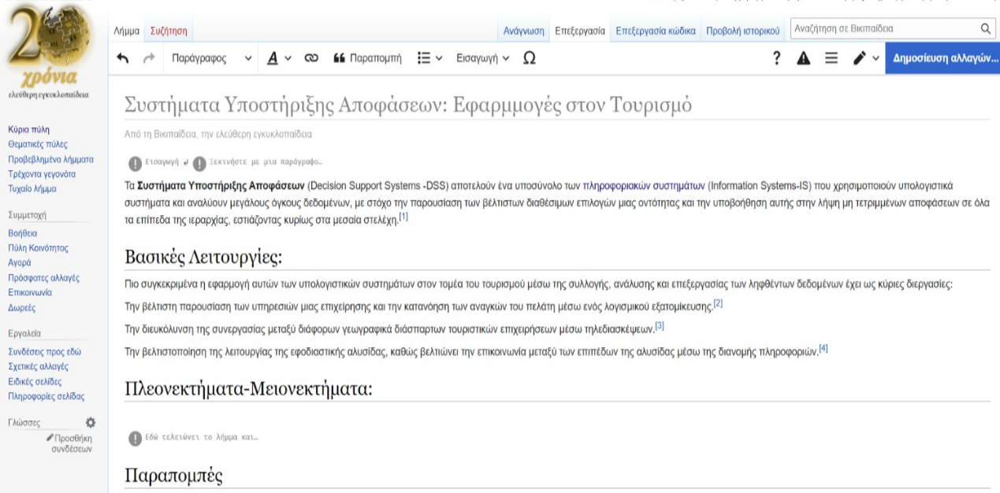 20
χρόνια
ελεύθερη εγκυκλοπαίδεια
Κύρια πύλη
Θεματικές πύλες
Προβεβλημένα λήμματα
Τρέχοντα γεγονότα
Τυχαίο λήμμα
Συμμετοχή
Βοήθεια
Πύλη Κοινότητας
Αγορά
Πρόσφατες αλλαγές
Επικοινωνία
Δωρεές
Εργαλεία
Συνδέσεις προς εδώ
Σχετικές αλλαγές
Ειδικές σελίδες
Πληροφορίες σελίδας
Γλώσσες
Προσθήκη
συνδέσεων
Λήμμα Συζήτηση Ανάγνωση Επεξεργασία Επεξεργασία κώδικα Προβολή ιστορικού Αναζήτηση σε Βικιπαίδεια
Παράγραφος A Παραπομπή Εισαγωγή Ω ? Δημοσίευση αλλαγών...
Συστήματα Υποστήριξης Αποφάσεων: Εφαρμμογές στον Τουρισμό
Από τη Βικιπαίδεια, την ελεύθερη εγκυκλοπαίδεια
Εισαγωγή ↲ Ξεκινήστε με μια παράγραφο…
Τα Συστήματα Υποστήριξης Αποφάσεων (Decision Support Systems -DSS) αποτελούν ένα υποσύνολο των πληροφοριακών συστημάτων (Information Systems-IS) που χρησιμοποιούν υπολογιστικά
συστήματα και αναλύουν μεγάλους όγκους δεδομένων, με στόχο την παρουσίαση των βέλτιστων διαθέσιμων επιλογών μιας οντότητας και την υποβοήθηση αυτής στην λήψη μη τετριμμένων αποφάσεων σε όλα
τα επίπεδα της ιεραρχίας, εστιάζοντας κυρίως στα μεσαία στελέχη.[1]
Βασικές Λειτουργίες:
Πιο συγκεκριμένα η εφαρμογή αυτών των υπολογιστικών συστημάτων στον τομέα του τουρισμού μέσω της συλλογής, ανάλυσης και επεξεργασίας των ληφθέντων δεδομένων έχει ως κύριες διεργασίες:
Την βέλτιστη παρουσίαση των υπηρεσιών μιας επιχείρησης και την κατανόηση των αναγκών του πελάτη μέσω ενός λογισμικού εξατομίκευσης.[2]
Την διευκόλυνση της συνεργασίας μεταξύ διάφορων γεωγραφικά διάσπαρτων τουριστικών επιχειρήσεων μέσω τηλεδιασκέψεων.[3]
Την βελτιστοποίηση της λειτουργίας της εφοδιαστικής αλυσίδας, καθώς βελτιώνει την επικοινωνία μεταξύ των επιπέδων της αλυσίδας μέσω της διανομής πληροφοριών.[4]
Πλεονεκτήματα-Μειονεκτήματα:
Εδώ τελειώνει το λήμμα και…
Παραπομπές